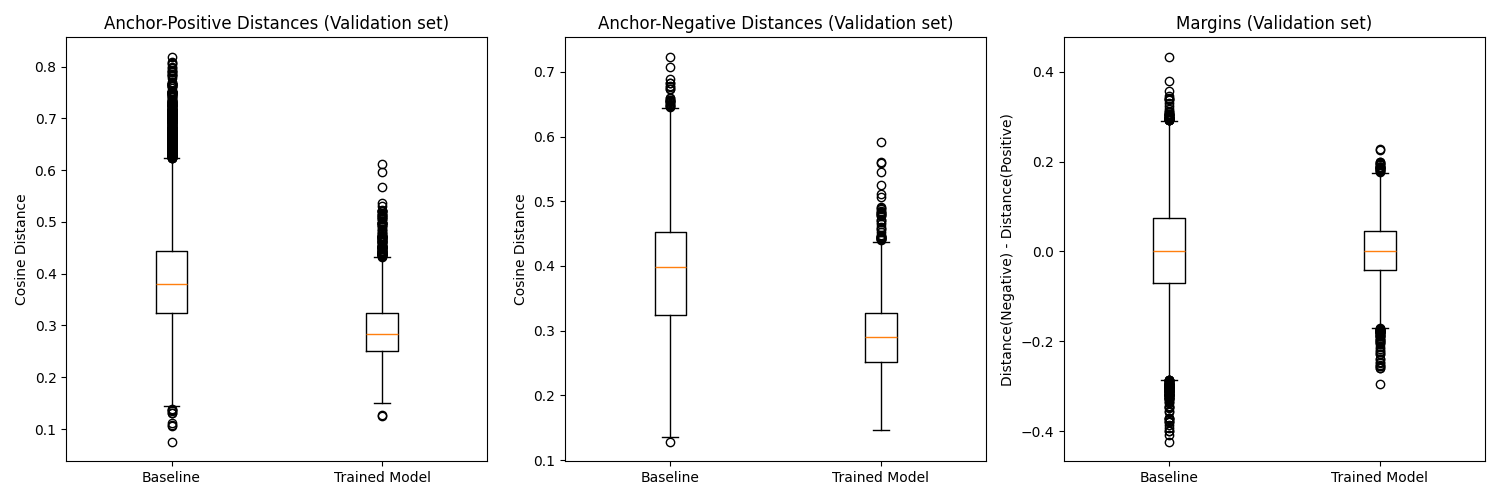 Anchor-Positive Distances (Validation set)
Cosine Distance
0.8
0.7
0.6
0.5
0.4
0.3
0.2
0.1
Baseline
Trained Model
Anchor-Negative Distances (Validation set)
Cosine Distance
0.7
0.6
0.5
0.4
0.3
0.2
0.1
Baseline
Trained Model
Margins (Validation set)
Distance(Negative) - Distance(Positive)
0.4
0.2
0.0
−0.2
−0.4
Baseline
Trained Model